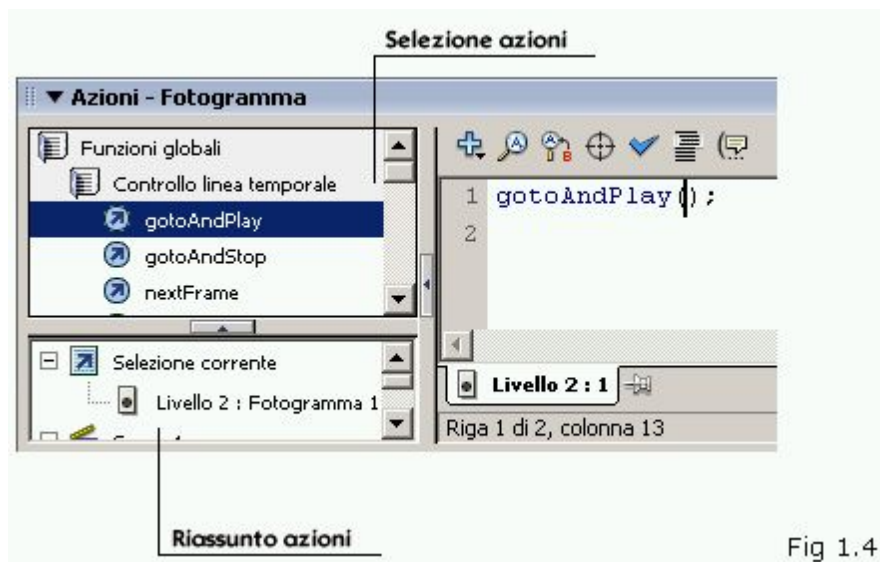 Selezione azioni
Azioni - Fotogramma
Funzioni globali
Controllo linea temporale
gotoAndPlay
gotoAndStop
nextFrame
Selezione corrente
Livello 2 : Fotogramma 1
1 gotoAndPlay();
2
Livello 2 : 1
Riga 1 di 2, colonna 13
Riassunto azioni
Fig 1.4